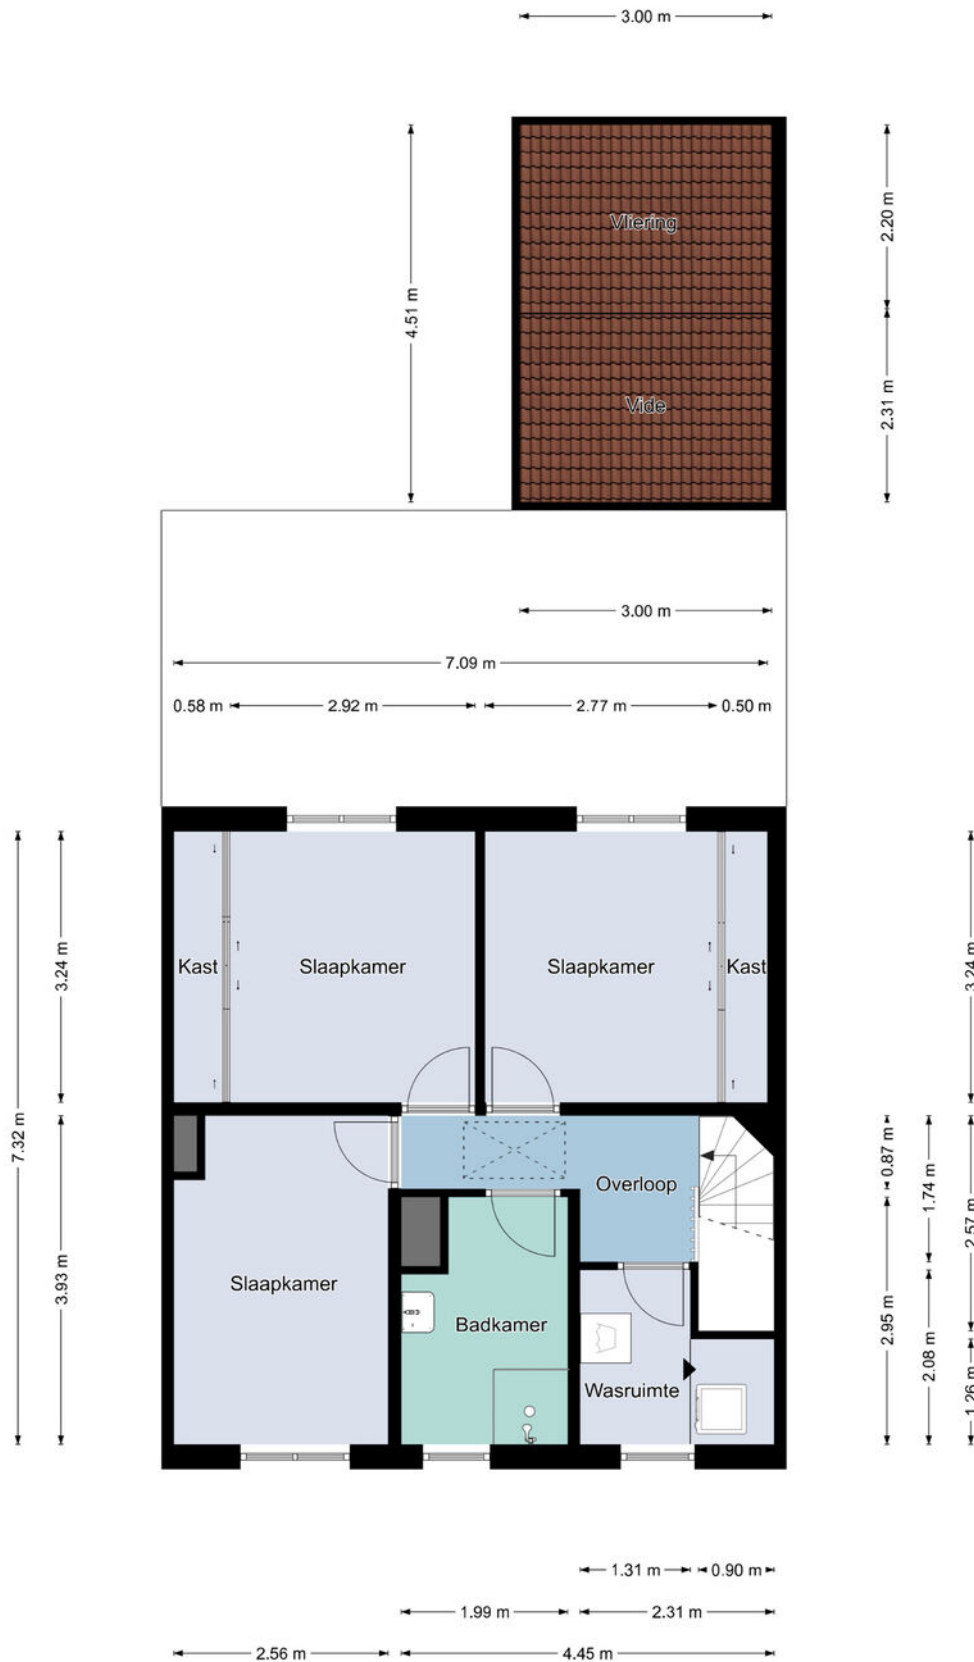 3.00 m
Vliering
2.20 m
4.51 m
Vide
2.31 m
3.00 m
7.09 m
0.58 m
2.92 m
2.77 m
0.50 m
3.24 m
Kast
Slaapkamer
Slaapkamer
Kast
3.24 m
7.32 m
0.87 m
1.74 m
2.57 m
Overloop
3.93 m
Slaapkamer
Badkamer
2.95 m
2.08 m
Wasruimte
1.26 m
1.31 m
0.90 m
1.99 m
2.31 m
2.56 m
4.45 m